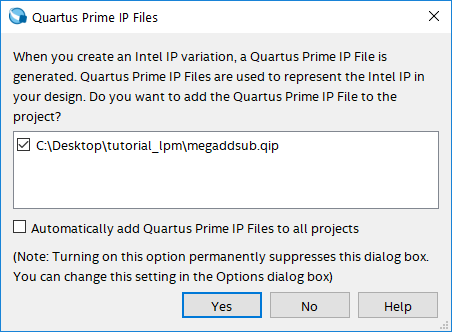 Quartus Prime IP Files
When you create an Intel IP variation, a Quartus Prime IP File is
generated. Quartus Prime IP Files are used to represent the Intel IP in
your design. Do you want to add the Quartus Prime IP File to the
project?
C:\Desktop\tutorial_lpm\megaddsub.qip
Automatically add Quartus Prime IP Files to all projects
(Note: Turning on this option permanently suppresses this dialog box.
You can change this setting in the Options dialog box)
Yes No Help